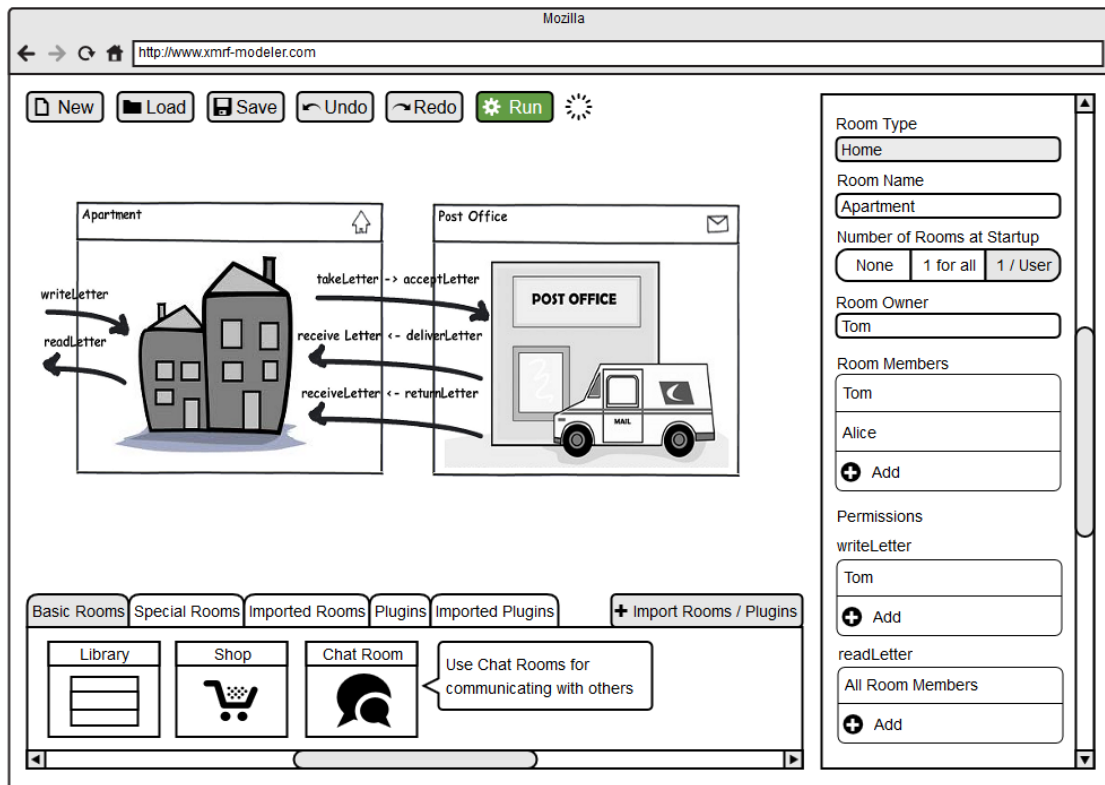 Mozilla
http://www.xmrf-modeler.com
New Load Save Undo Redo Run
Apartment
writeLetter
readLetter
takeLetter -> acceptLetter
receive Letter <- deliverLetter
receiveLetter <- returnLetter
Post Office
POST OFFICE
MAIL
Basic Rooms Special Rooms Imported Rooms Plugins Imported Plugins
Import Rooms / Plugins
Library
Shop
Chat Room
Use Chat Rooms for
communicating with others
Room Type
Home
Room Name
Apartment
Number of Rooms at Startup
None 1 for all 1 / User
Room Owner
Tom
Room Members
Tom
Alice
Add
Permissions
writeLetter
Tom
Add
readLetter
All Room Members
Add